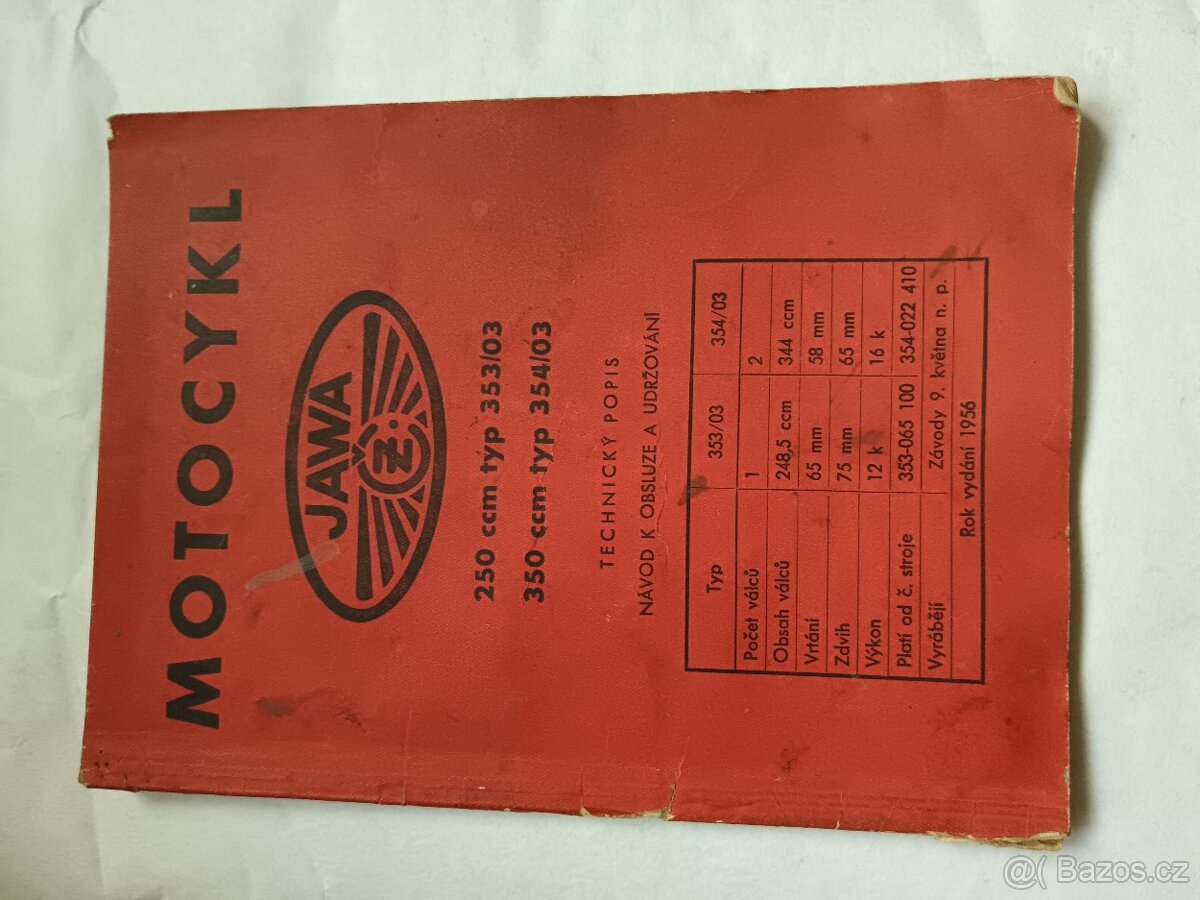 MOTOCYKL
JAWA
ČZ.
250 ccm typ 353/03
350 ccm typ 354/03
TECHNICKÝ POPIS
NÁVOD K OBSLUZE A UDRŽOVÁNÍ
Typ 353/03 354/03
Počet válců 1 2
Obsah válců 248,5 ccm 344 ccm
Vrtání 65 mm 58 mm
Zdvih 75 mm 65 mm
Výkon 12 k 16 k
Platí od č. stroje 353-065 100 354-022 410
Vyrábějí Závody 9. května n. p.
Rok vydání 1956
@( Bazos.cz